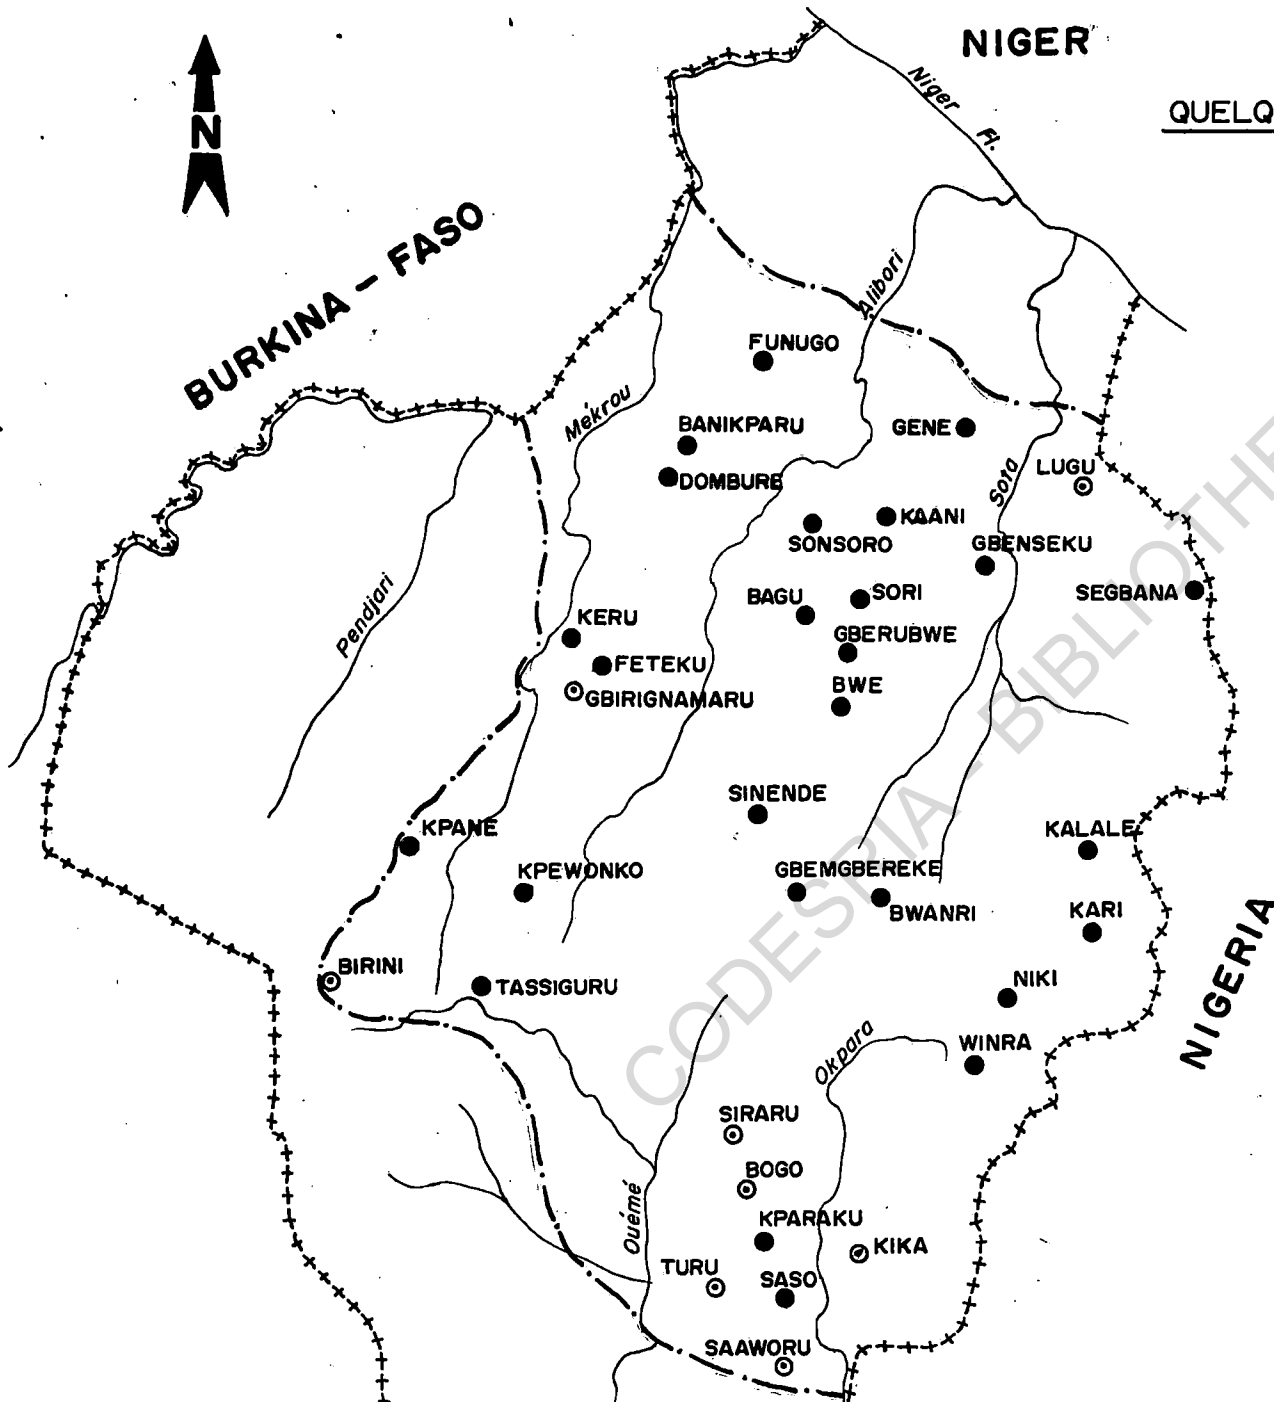 NIGER
QUELQ
N
Niger Fl.
BURKINA - FASO
Alibori
FUNUGO
Mékrou
BANIKPARU
GENE
DOMBURE
Sota
LUGU
KAANI
SONSORO
GBENSEKU
Pendjari
BAGU
SORI
SEGBANA
KERU
GBERUBWE
FETEKU
GBIRIGNAMARU
BWE
SINENDE
KPANE
KALALE
KPEWONKO
GBEMGBEREKE
BWANRI
KARI
NIGERIA
BIRINI
TASSIGURU
NIKI
Okpara
WINRA
SIRARU
BOGO
Ouémé
KPARAKU
KIKA
TURU
SASO
SAAWORU
CODESRIA - BIBLIOTHE